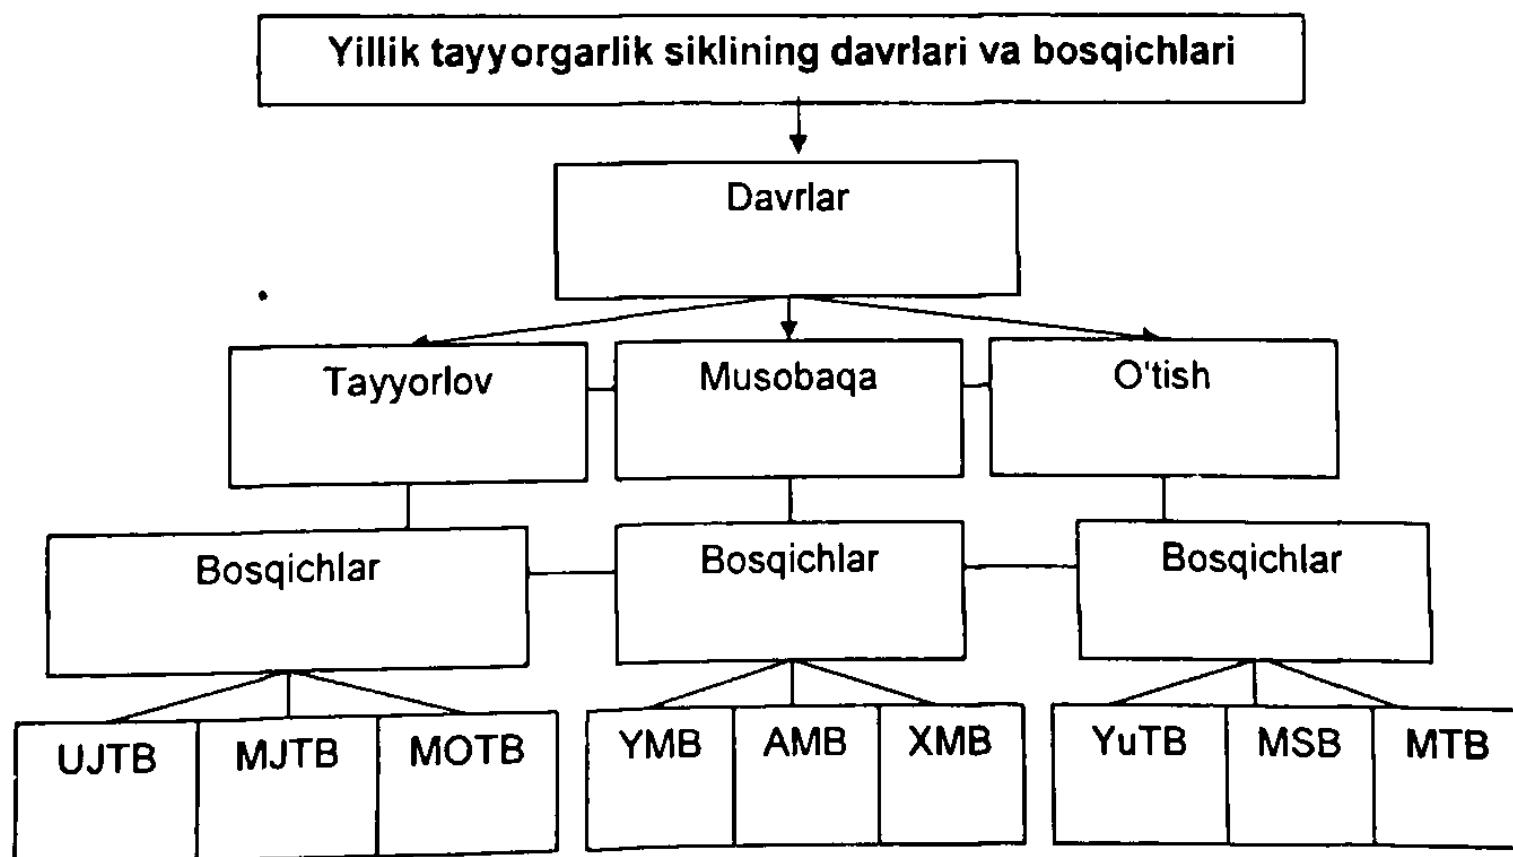 Yillik tayyorgarlik siklining davrlari va bosqichlari
Davrlar
Tayyorlov
Musobaqa
O'tish
Bosqichlar
Bosqichlar
Bosqichlar
UJTB
MJTB
MOTB
YMB
AMB
XMB
YuTB
MSB
MTB